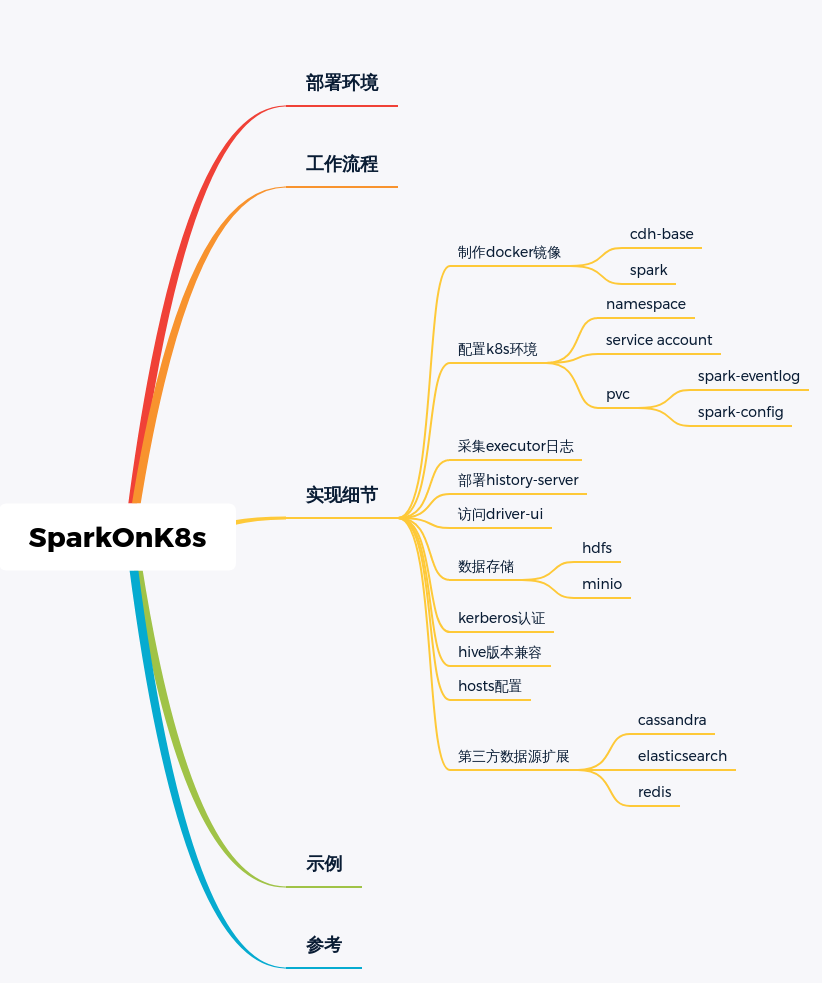 部署环境
工作流程
SparkOnK8s
实现细节
制作docker镜像
cdh-base
spark
配置k8s环境
namespace
service account
pvc
spark-eventlog
spark-config
采集executor日志
部署history-server
访问driver-ui
数据存储
hdfs
minio
kerberos认证
hive版本兼容
hosts配置
第三方数据源扩展
cassandra
elasticsearch
redis
示例
参考